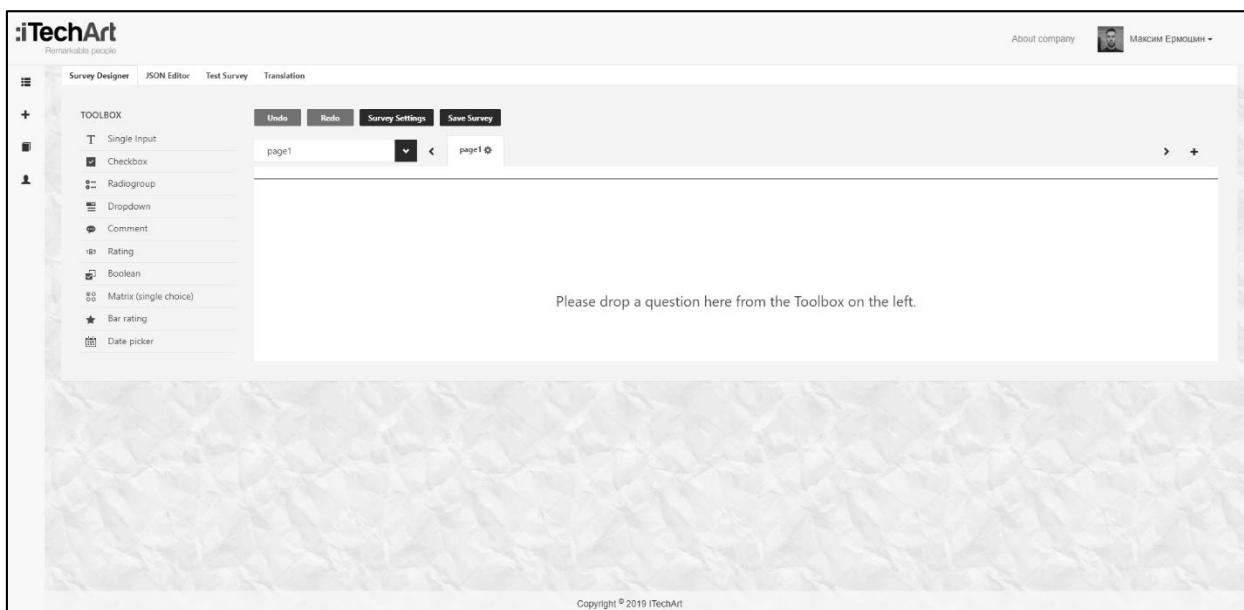 :iTechArt
Remarkable people
About company
Максим Ермошин
Survey Designer JSON Editor Test Survey Translation
TOOLBOX
Single Input
Checkbox
Radiogroup
Dropdown
Comment
Rating
Boolean
Matrix (single choice)
Bar rating
Date picker
Undo Redo Survey Settings Save Survey
page1
page1
Please drop a question here from the Toolbox on the left.
Copyright © 2019 ITechArt